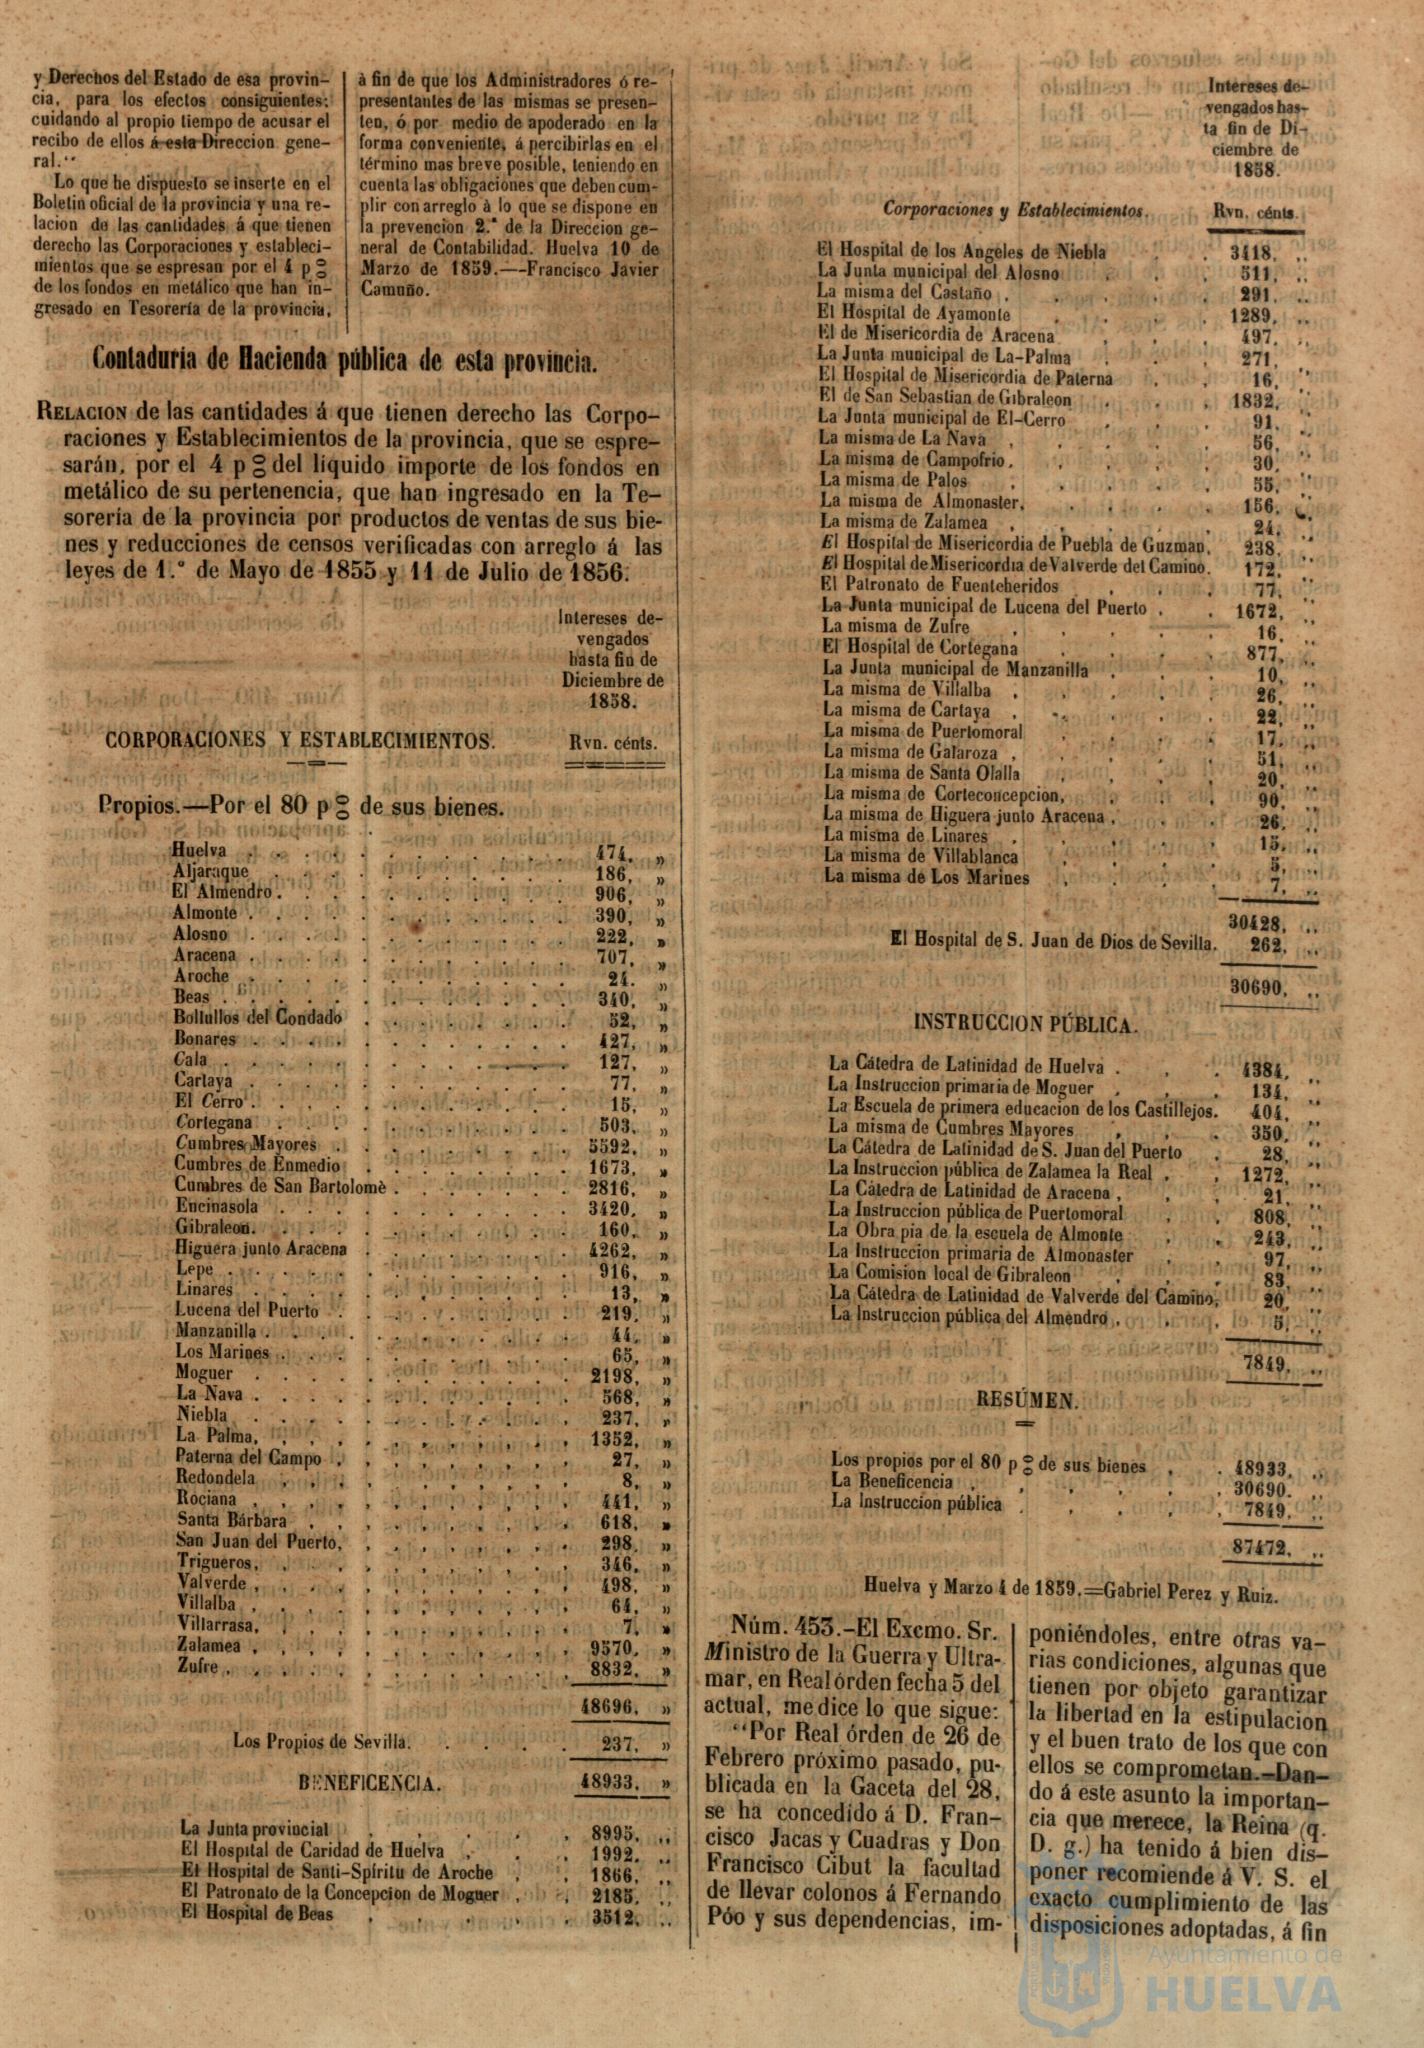 y Derechos del Estado de esa provin-
cia, para los efectos consiguientes;
cuidando al propio tiempo de acusar el
recibo de ellos á esta Direccion gene-
ral.“
Lo que he dispuesto se inserte en el
Boletin oficial de la provincia y una re-
lacion de las cantidades á que tienen
derecho las Corporaciones y estableci-
mientos que se espresan por el 4 p%
de los fondos en metálico que han in-
gresado en Tesorería de la provincia,
à fin de que los Administradores ó re-
presentantes de las mismas se presen-
ten, ó por medio de apoderado en la
forma conveniente, á percibirlas en el
término mas breve posible, teniendo en
cuenta las obligaciones que deben cum-
plir con arreglo à lo que se dispone en
la prevencion 2.ª de la Direccion ge-
neral de Contabilidad. Huelva 10 de
Marzo de 1859.—Francisco Javier
Camuño.
Contaduría de Hacienda pública de esta provincia.
RELACION de las cantidades á que tienen derecho las Corpo-
raciones y Establecimientos de la provincia, que se espre-
sarán, por el 4 p% del líquido importe de los fondos en
metálico de su pertenencia, que han ingresado en la Te-
sorería de la provincia por productos de ventas de sus bie-
nes y reducciones de censos verificadas con arreglo á las
leyes de 1.º de Mayo de 1855 y 11 de Julio de 1856.
Intereses de-
vengados
hasta fin de
Diciembre de
1858.
CORPORACIONES Y ESTABLECIMIENTOS. Rvn. cénts.
Propios.—Por el 80 p% de sus bienes.
Huelva . . . . 474, »
Aljaraque . . . . 186, »
El Almendro. . . . 906, »
Almonte . . . . 390, »
Alosno . . . . 222, »
Aracena . . . . 707, »
Aroche . . . . 24. »
Beas . . . . 340, »
Bollullos del Condado . . . . 52, »
Bonares . . . . 427, »
Cala . . . . 127, »
Cartaya . . . . 77, »
El Cerro . . . . 15, »
Cortegana . . . . 503, »
Cumbres Mayores . . . . 5592, »
Cumbres de Enmedio . . . . 1673, »
Cumbres de San Bartolomè . . . . 2816, »
Encinasola . . . . 3420, »
Gibraleon. . . . 160, »
Higuera junto Aracena . . . . 4262, »
Lepe . . . . 916, »
Linares . . . . 13, »
Lucena del Puerto . . . . 219, »
Manzanilla . . . . 44, »
Los Marines . . . . 65, »
Moguer . . . . 2198, »
La Nava . . . . 568, »
Niebla . . . . 237, »
La Palma, , , , 1352, »
Paterna del Campo , , , , 27, »
Redondela , , , , 8, »
Rociana , , , , 441, »
Santa Bárbara , , , , 618, »
San Juan del Puerto, , , , 298, »
Trigueros, , , , 346, »
Valverde , , , , 498, »
Villalba , , , , 64, »
Villarrasa, , , , 7, »
Zalamea , , , , 9570, »
Zufre , , , , 8832, »
48696, »
Los Propios de Sevilla. . . . . 237, »
48933, »
BENEFICENCIA.
La Junta provincial . . . . 8995, ,,
El Hospital de Caridad de Huelva , . , 1992, ,,
El Hospital de Santi-Spíritu de Aroche , , 1866, ,,
El Patronato de la Concepcion de Moguer , , 2185, ,,
El Hospital de Beas , . . , 3512, ,,
Intereses de-
vengados has-
ta fin de Di-
ciembre de
1858.
Corporaciones y Establecimientos. Rvn. cénts.
El Hospital de los Angeles de Niebla . . 3418, ,,
La Junta municipal del Alosno . . . 511, ,,
La misma del Castaño . . . . 291, ,,
El Hospital de Ayamonte . . . 1289, ,,
El de Misericordia de Aracena . . . 497, ,,
La Junta municipal de La-Palma . . . 271, ,,
El Hospital de Misericordia de Paterna . . 16, ,,
El de San Sebastian de Gibraleon . . . 1832, ,,
La Junta municipal de El-Cerro . . . 91, ,,
La misma de La Nava , . . . 56, ,,
La misma de Campofrio, . . . 30, ,,
La misma de Palos . . . . 55, ,,
La misma de Almonaster, . . . 156, ,,
La misma de Zalamea , . . . 24, ,,
El Hospital de Misericordia de Puebla de Guzman, 238, ,,
El Hospital de Misericordia de Valverde del Camino. 172, ,,
El Patronato de Fuenteheridos , . . 77, ,,
La Junta municipal de Lucena del Puerto . . 1672, ,,
La misma de Zufre . . . . 16, ,,
El Hospital de Cortegana . . . 877, ,,
La Junta municipal de Manzanilla . . . 10, ,,
La misma de Villalba , . . . 26, ,,
La misma de Cartaya , . . . 22, ,,
La misma de Puertomoral . . . 17, ,,
La misma de Galaroza , . . . 51, ,,
La misma de Santa Olalla . . . 20, ,,
La misma de Corteconcepcion, . . . 90, ,,
La misma de Higuera junto Aracena . . . 26, ,,
La misma de Linares , . . . 15, ,,
La misma de Villablanca , . . . 5, ,,
La misma de Los Marines , . . . 7, ,,
30428, ,,
El Hospital de S. Juan de Dios de Sevilla. 262, ,,
30690, ,,
INSTRUCCION PÚBLICA.
La Cátedra de Latinidad de Huelva . . . 4384, ,,
La Instruccion primaria de Moguer , , . 134, ,,
La Escuela de primera educacion de los Castillejos. 404, ,,
La misma de Cumbres Mayores , , . 350, ,,
La Cátedra de Latinidad de S. Juan del Puerto . 28, ,,
La Instruccion pública de Zalamea la Real , , 1272, ,,
La Cátedra de Latinidad de Aracena , , . 21, ,,
La Instruccion pública de Puertomoral , . 808, ,,
La Obra pia de la escuela de Almonte , . 243, ,,
La Instruccion primaria de Almonaster , . 97, ,,
La Comision local de Gibraleon , , . 83, ,,
La Cátedra de Latinidad de Valverde del Camino, 20, ,,
La Instruccion pública del Almendro , , , 5, ,,
7849, ,,
RESÚMEN.
Los propios por el 80 p% de sus bienes , . 48933, ,,
La Beneficencia , , , , 30690. ,,
La Instruccion pública . , , , 7849, ,,
87472, ,,
Huelva y Marzo 4 de 1859.=Gabriel Perez y Ruiz.
Núm. 453.-El Excmo. Sr.
Ministro de la Guerra y Ultra-
mar, en Real órden fecha 5 del
actual, me dice lo que sigue:
“Por Real órden de 26 de
Febrero próximo pasado, pu-
blicada en la Gaceta del 28,
se ha concedido á D. Fran-
cisco Jacas y Cuadras y Don
Francisco Cibut la facultad
de llevar colonos á Fernando
Póo y sus dependencias, im-
poniéndoles, entre otras va-
rias condiciones, algunas que
tienen por objeto garantizar
la libertad en la estipulacion
y el buen trato de los que con
ellos se comprometan.-Dan-
do á este asunto la importan-
cia que merece, la Reina (q.
D. g.) ha tenido á bien dis-
poner recomiende á V. S. el
exacto cumplimiento de las
disposiciones adoptadas, á fin
Ayuntamiento de
HUELVA